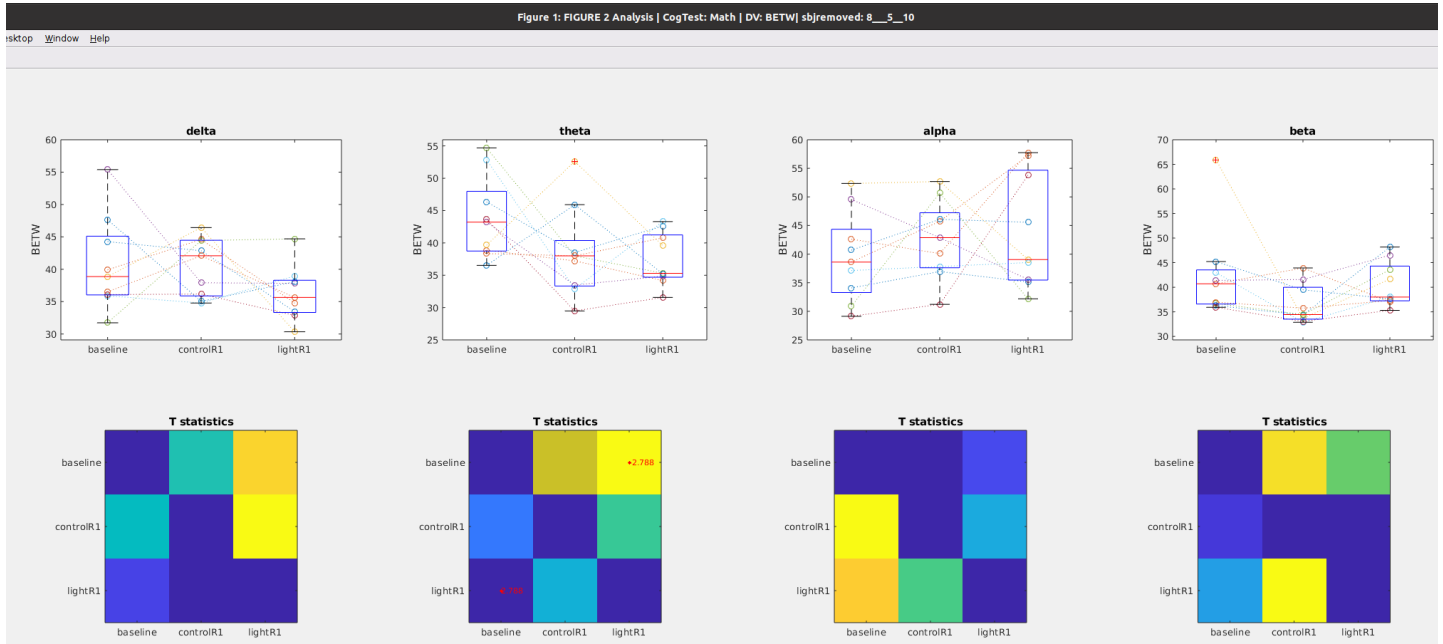 Figure 1: FIGURE 2 Analysis | CogTest: Math | DV: BETW| sbjremoved: 8__5__10
esktop Window Help
delta
60
55
50
45
40
35
30
BETW
baseline controlR1 lightR1
theta
55
50
45
40
35
30
25
BETW
baseline controlR1 lightR1
alpha
60
55
50
45
40
35
30
25
BETW
baseline controlR1 lightR1
beta
70
65
60
55
50
45
40
35
30
BETW
baseline controlR1 lightR1
T statistics
baseline
controlR1
lightR1
baseline controlR1 lightR1
T statistics
baseline
controlR1
lightR1
2.788
baseline controlR1 lightR1
T statistics
baseline
controlR1
lightR1
baseline controlR1 lightR1
T statistics
baseline
controlR1
lightR1
baseline controlR1 lightR1